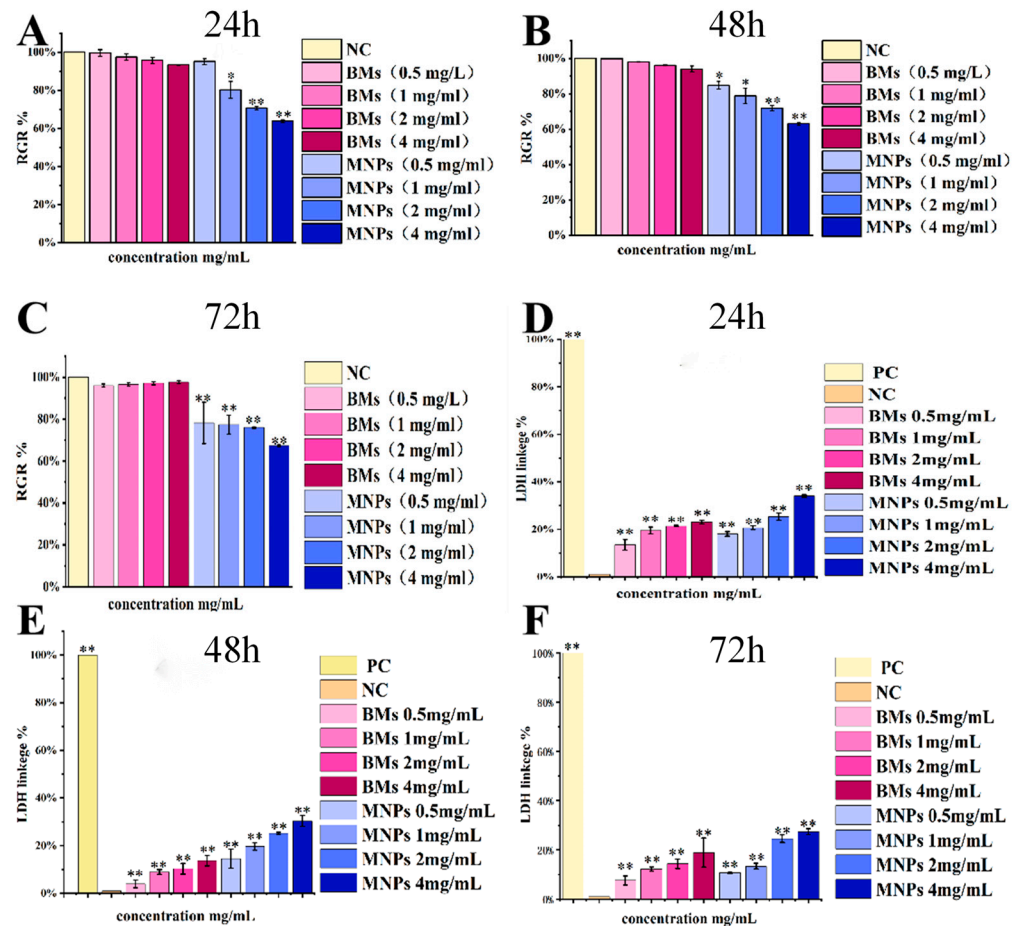 A 24h
100%
80%
60%
40%
20%
0%
RGR %
concentration mg/mL
NC
BMs（0.5 mg/L）
BMs（1 mg/ml）
BMs（2 mg/ml）
BMs（4 mg/ml）
MNPs（0.5 mg/ml）
MNPs（1 mg/ml）
MNPs（2 mg/ml）
MNPs（4 mg/ml）
*
**
**
B 48h
100%
80%
60%
40%
20%
0%
RGR %
concentration mg/mL
NC
BMs（0.5 mg/L）
BMs（1 mg/ml）
BMs（2 mg/ml）
BMs（4 mg/ml）
MNPs（0.5 mg/ml）
MNPs（1 mg/ml）
MNPs（2 mg/ml）
MNPs（4 mg/ml）
*
*
**
**
C 72h
100%
80%
60%
40%
20%
0%
RGR %
concentration mg/mL
NC
BMs（0.5 mg/L）
BMs（1 mg/ml）
BMs（2 mg/ml）
BMs（4 mg/ml）
MNPs（0.5 mg/ml）
MNPs（1 mg/ml）
MNPs（2 mg/ml）
MNPs（4 mg/ml）
**
**
**
**
D 24h
100%
80%
60%
40%
20%
0%
LDH linkege %
concentration mg/mL
PC
NC
BMs 0.5mg/mL
BMs 1mg/mL
BMs 2mg/mL
BMs 4mg/mL
MNPs 0.5mg/mL
MNPs 1mg/mL
MNPs 2mg/mL
MNPs 4mg/mL
**
**
**
**
**
**
**
**
**
E 48h
100%
80%
60%
40%
20%
0%
LDH linkege %
concentration mg/mL
PC
NC
BMs 0.5mg/mL
BMs 1mg/mL
BMs 2mg/mL
BMs 4mg/mL
MNPs 0.5mg/mL
MNPs 1mg/mL
MNPs 2mg/mL
MNPs 4mg/mL
**
**
**
**
**
**
**
**
**
F 72h
100%
80%
60%
40%
20%
0%
LDH linkege %
concentration mg/mL
PC
NC
BMs 0.5mg/mL
BMs 1mg/mL
BMs 2mg/mL
BMs 4mg/mL
MNPs 0.5mg/mL
MNPs 1mg/mL
MNPs 2mg/mL
MNPs 4mg/mL
**
**
**
**
**
**
**
**
**